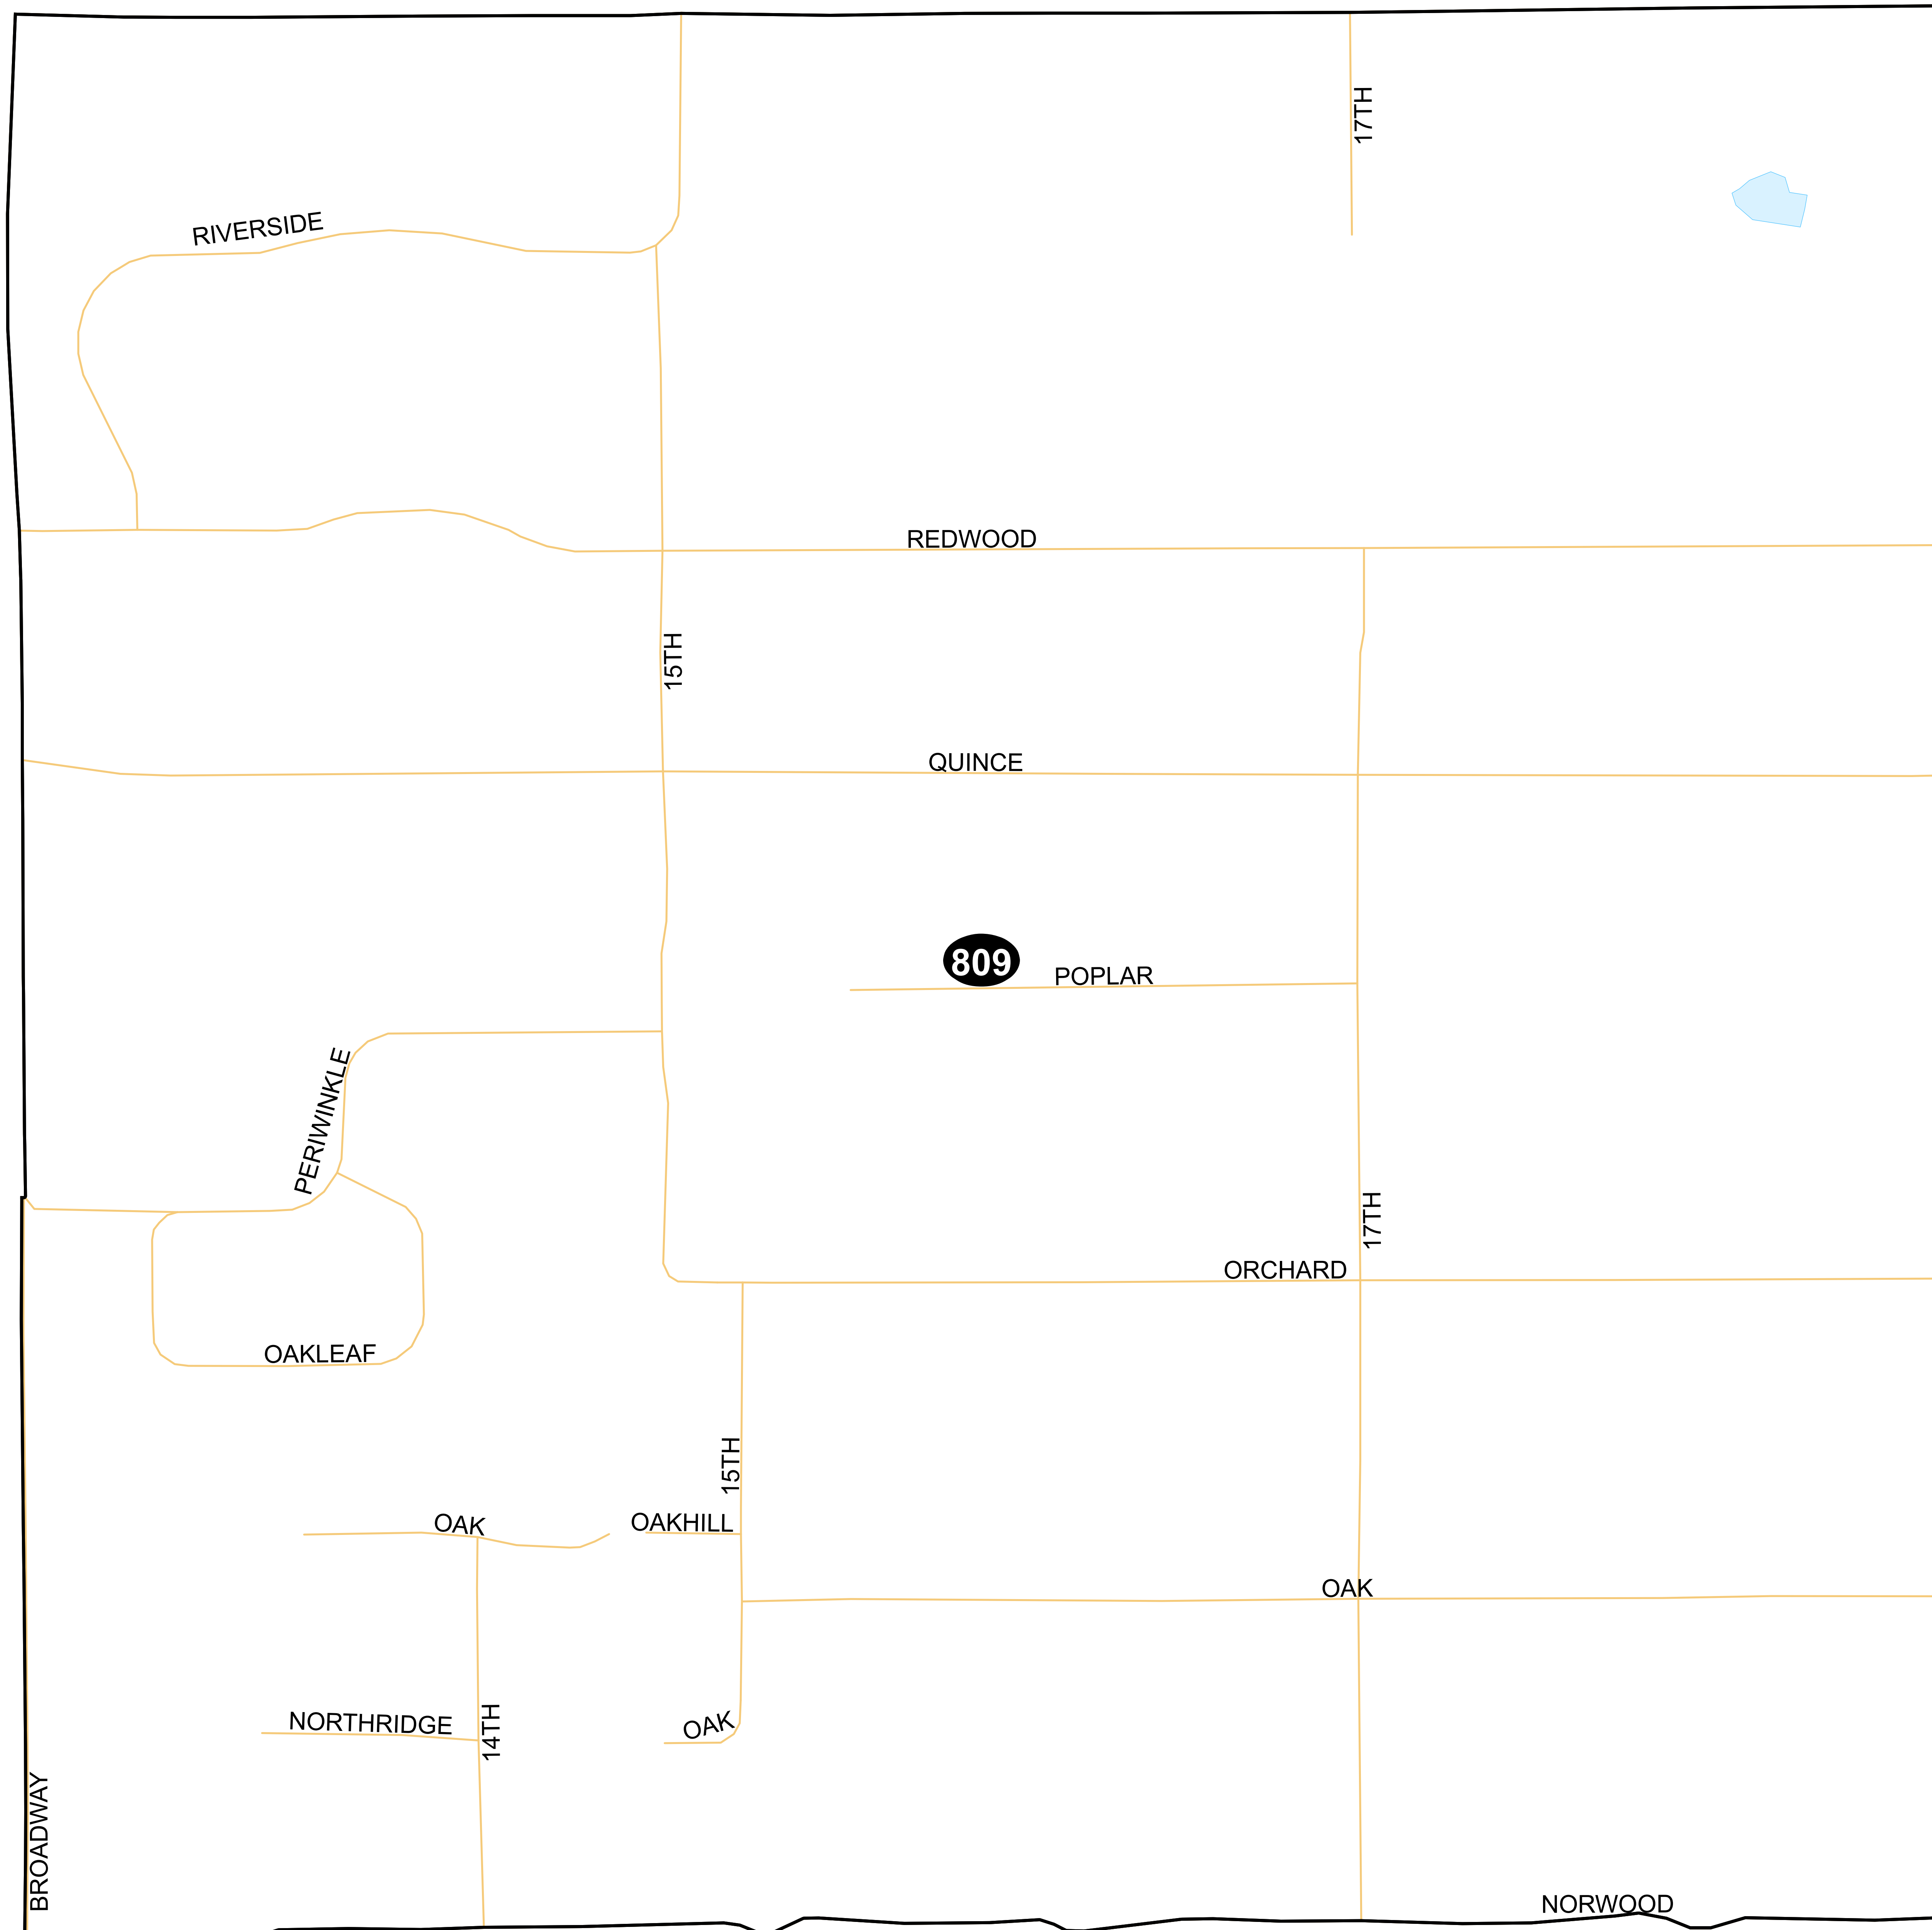 17TH
RIVERSIDE
REDWOOD
15TH
QUINCE
809
POPLAR
PERIWINKLE
17TH
ORCHARD
OAKLEAF
15TH
OAK
OAKHILL
OAK
NORTHRIDGE
14TH
OAK
BROADWAY
NORWOOD